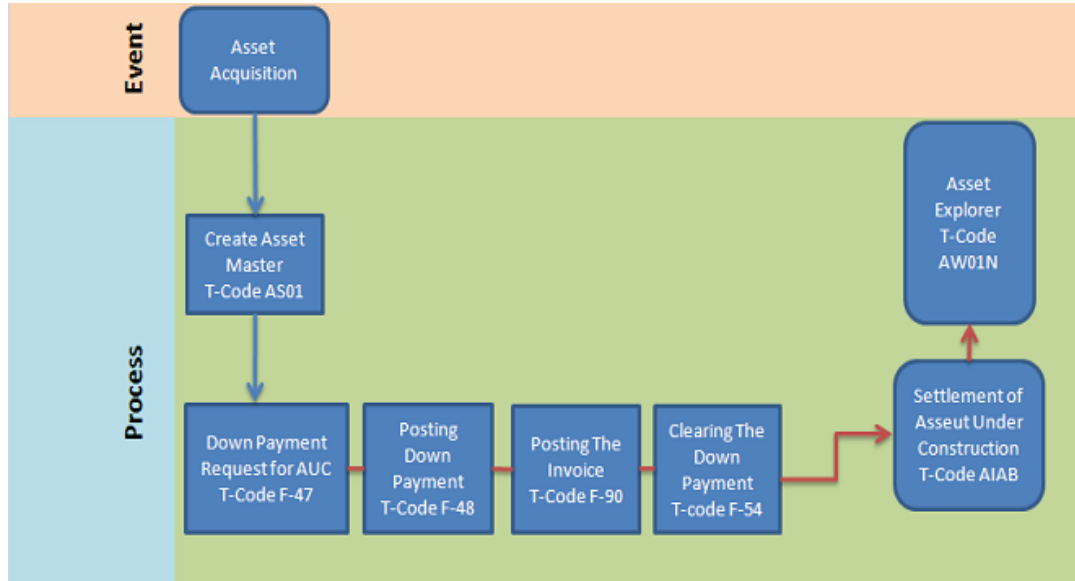 Event
Asset
Acquisition
Process
Create Asset
Master
T-Code AS01
Down Payment
Request for AUC
T-Code F-47
Posting
Down
Payment
T-Code F-48
Posting The
Invoice
T-Code F-90
Clearing The
Down
Payment
T-code F-54
Settlement of
Asseut Under
Construction
T-Code AIAB
Asset
Explorer
T-Code
AW01N